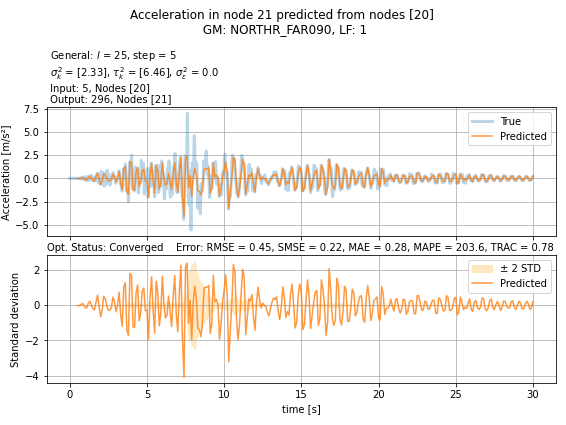 Acceleration in node 21 predicted from nodes [20]
GM: NORTHR_FAR090, LF: 1
General: l = 25, step = 5
σ²ₖ = [2.33], τ²ₖ = [6.46], σ²ε = 0.0
Input: 5, Nodes [20]
Output: 296, Nodes [21]
Acceleration [m/s²]
7.5
5.0
2.5
0.0
−2.5
−5.0
True
Predicted
Opt. Status: Converged Error: RMSE = 0.45, SMSE = 0.22, MAE = 0.28, MAPE = 203.6, TRAC = 0.78
Standard deviation
2
0
−2
−4
± 2 STD
Predicted
0 5 10 15 20 25 30
time [s]